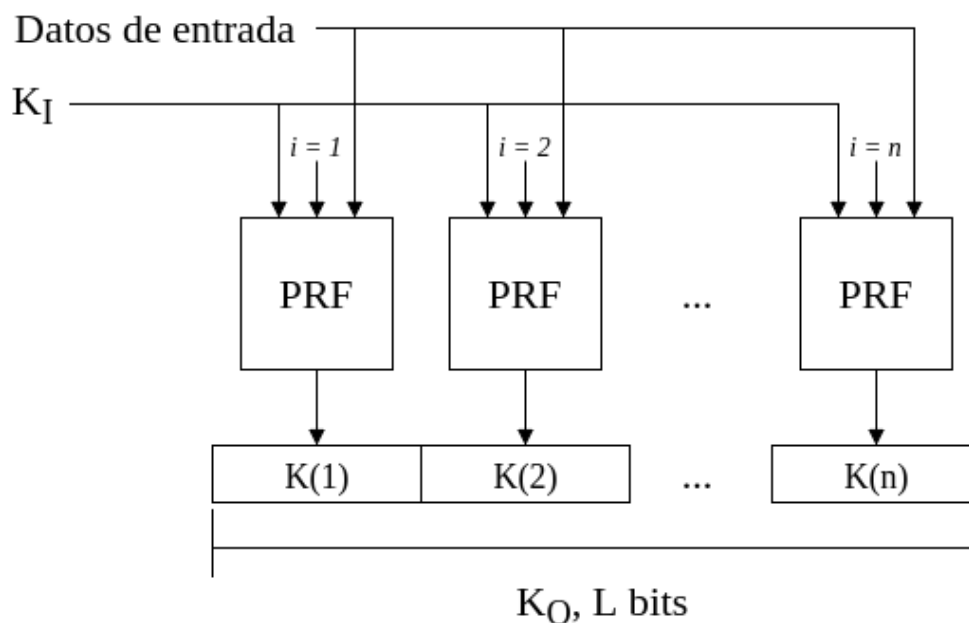 Datos de entrada
K_I
i = 1 i = 2 i = n
PRF PRF ... PRF
K(1) K(2) ... K(n)
K_O, L bits